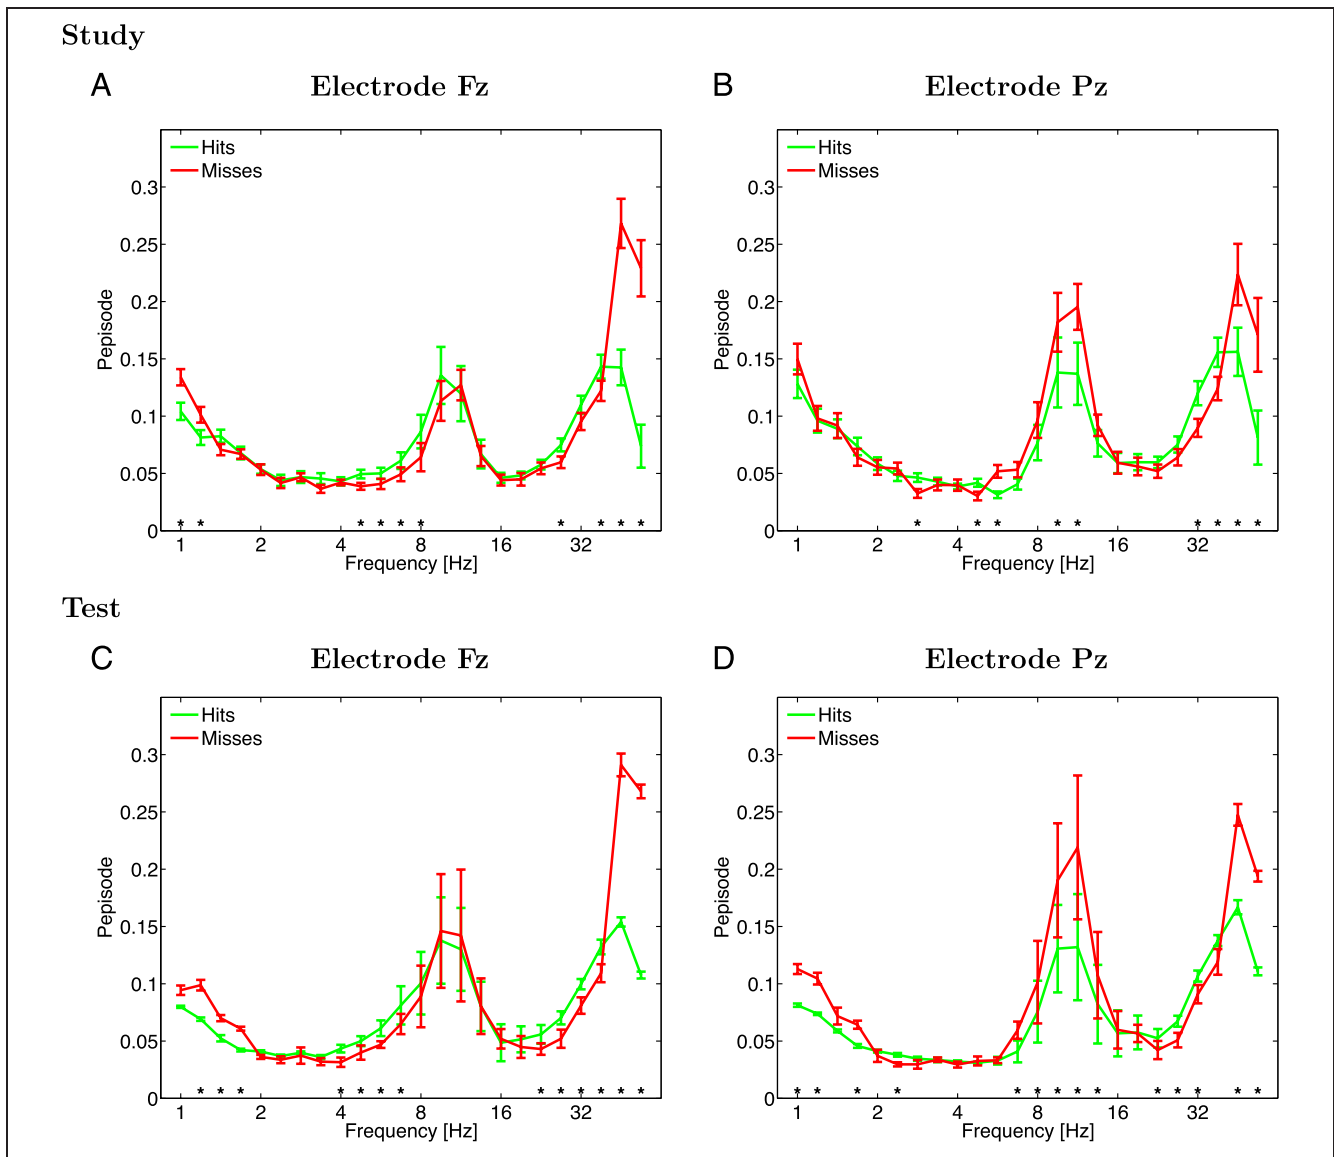 Study
A Electrode Fz
Hits
Misses
Pepisode
0.3
0.25
0.2
0.15
0.1
0.05
0
* * * * * * * * * *
1 2 4 8 16 32
Frequency [Hz]
B Electrode Pz
Hits
Misses
Pepisode
0.3
0.25
0.2
0.15
0.1
0.05
0
* * * * * * * * *
1 2 4 8 16 32
Frequency [Hz]
Test
C Electrode Fz
Hits
Misses
Pepisode
0.3
0.25
0.2
0.15
0.1
0.05
0
* * * * * * * * * * * * *
1 2 4 8 16 32
Frequency [Hz]
D Electrode Pz
Hits
Misses
Pepisode
0.3
0.25
0.2
0.15
0.1
0.05
0
* * * * * * * * * * * * * *
1 2 4 8 16 32
Frequency [Hz]